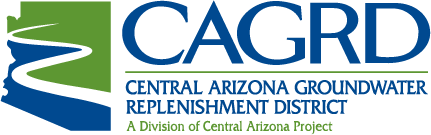 CAGRD
CENTRAL ARIZONA GROUNDWATER
REPLENISHMENT DISTRICT
A Division of Central Arizona Project